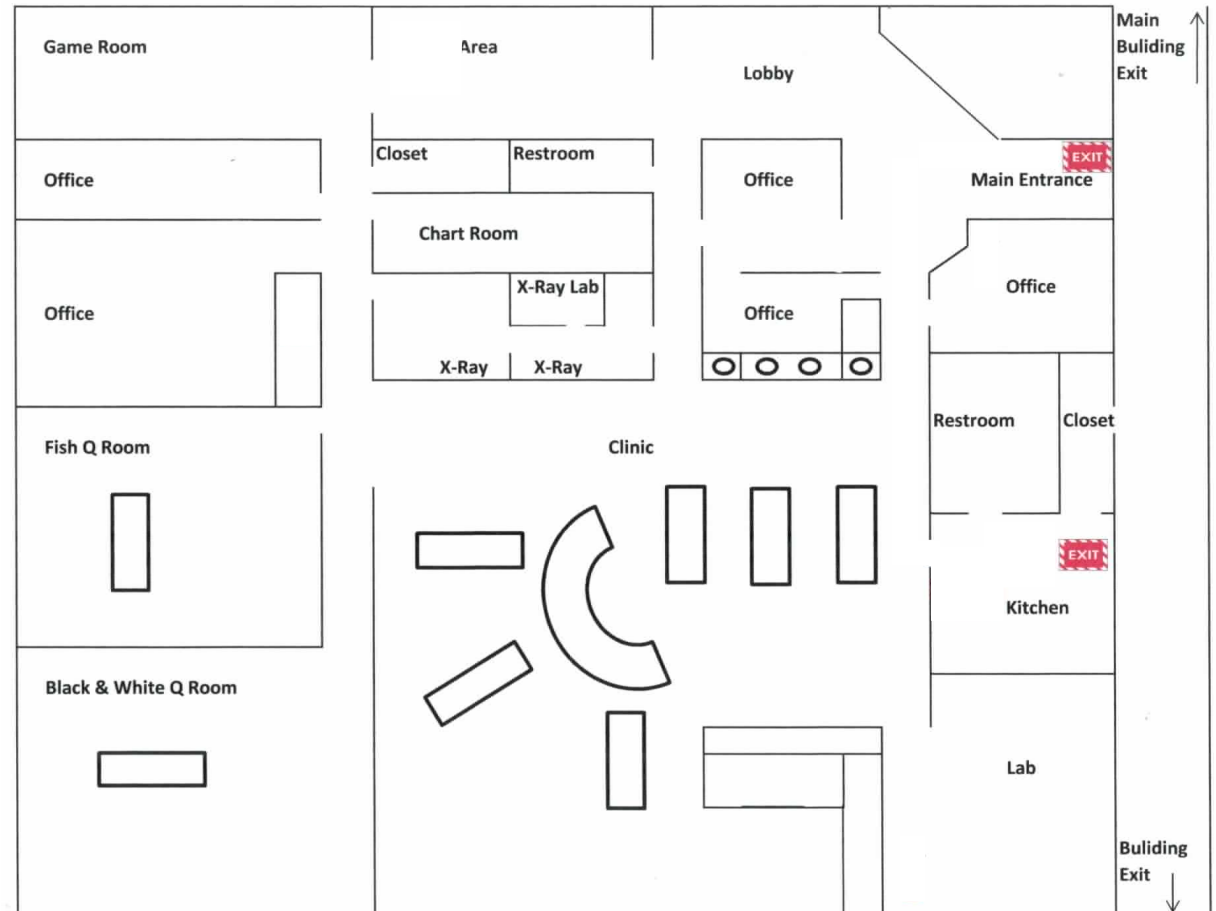 Game Room
Area
Lobby
Main
Buliding
Exit
Closet
Restroom
EXIT
Office
Office
Main Entrance
Chart Room
X-Ray Lab
Office
Office
Office
X-Ray
X-Ray
Restroom
Closet
Fish Q Room
Clinic
EXIT
Kitchen
Black & White Q Room
Lab
Buliding
Exit